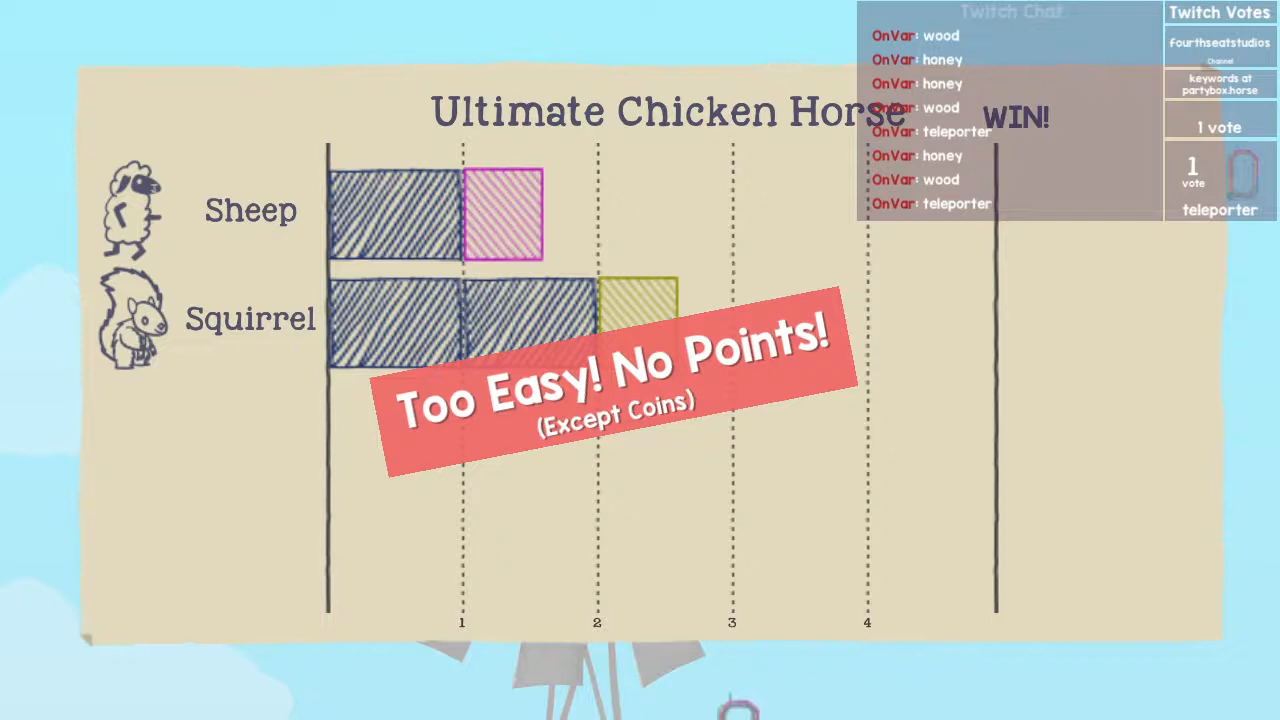 Twitch Chat
OnVar: wood
OnVar: honey
OnVar: honey
OnVar: wood
OnVar: teleporter
OnVar: honey
OnVar: wood
OnVar: teleporter
Twitch Votes
fourthseatstudios
Channel
keywords at
partybox.horse
1 vote
1
vote
teleporter
Ultimate Chicken Horse
WIN!
Sheep
Squirrel
Too Easy! No Points!
(Except Coins)
1 2 3 4